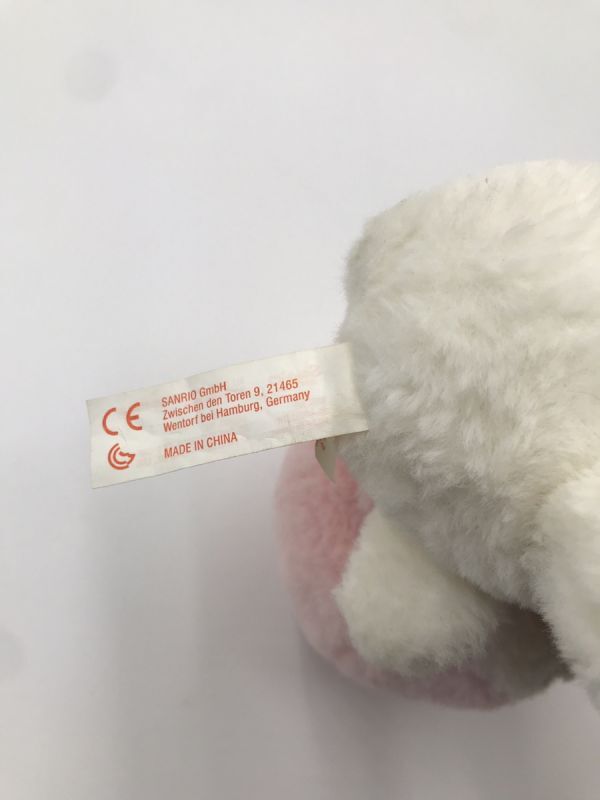 CE
SANRIO GmbH
Zwischen den Toren 9, 21465
Wentorf bei Hamburg, Germany
MADE IN CHINA